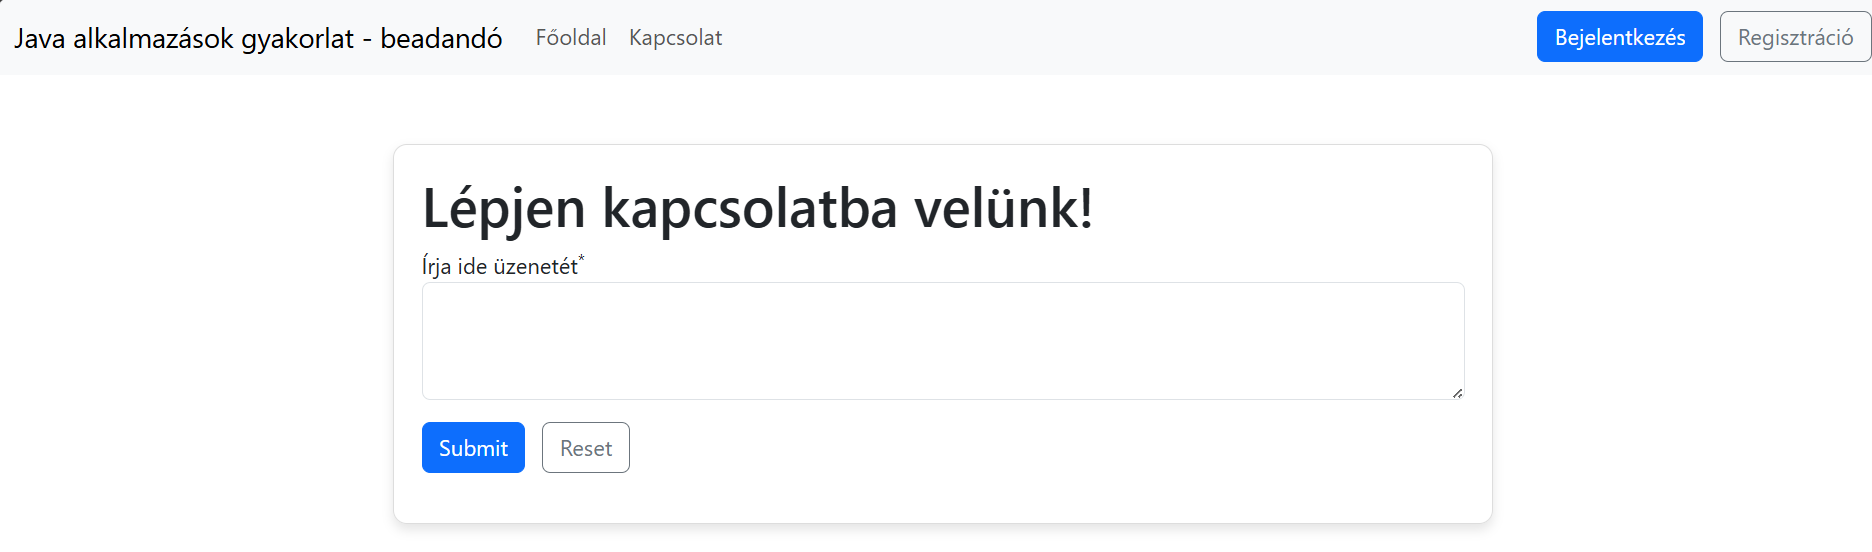 Java alkalmazások gyakorlat - beadandó Főoldal Kapcsolat Bejelentkezés Regisztráció
Lépjen kapcsolatba velünk!
Írja ide üzenetét*
Submit Reset